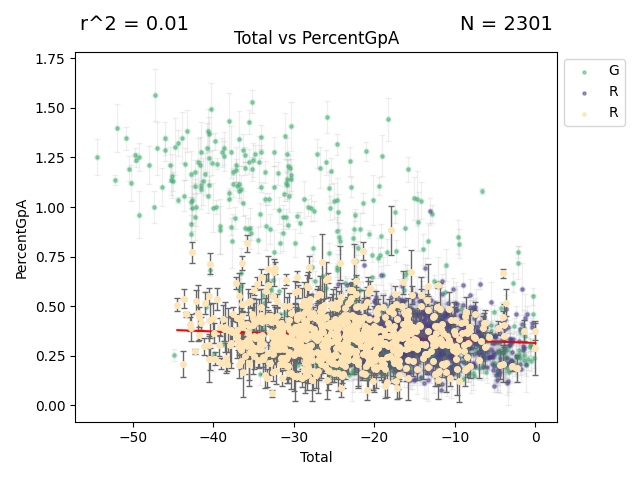 r^2 = 0.01
N = 2301
Total vs PercentGpA
1.75
1.50
1.25
1.00
0.75
0.50
0.25
0.00
PercentGpA
−50
−40
−30
−20
−10
0
Total
G
R
R